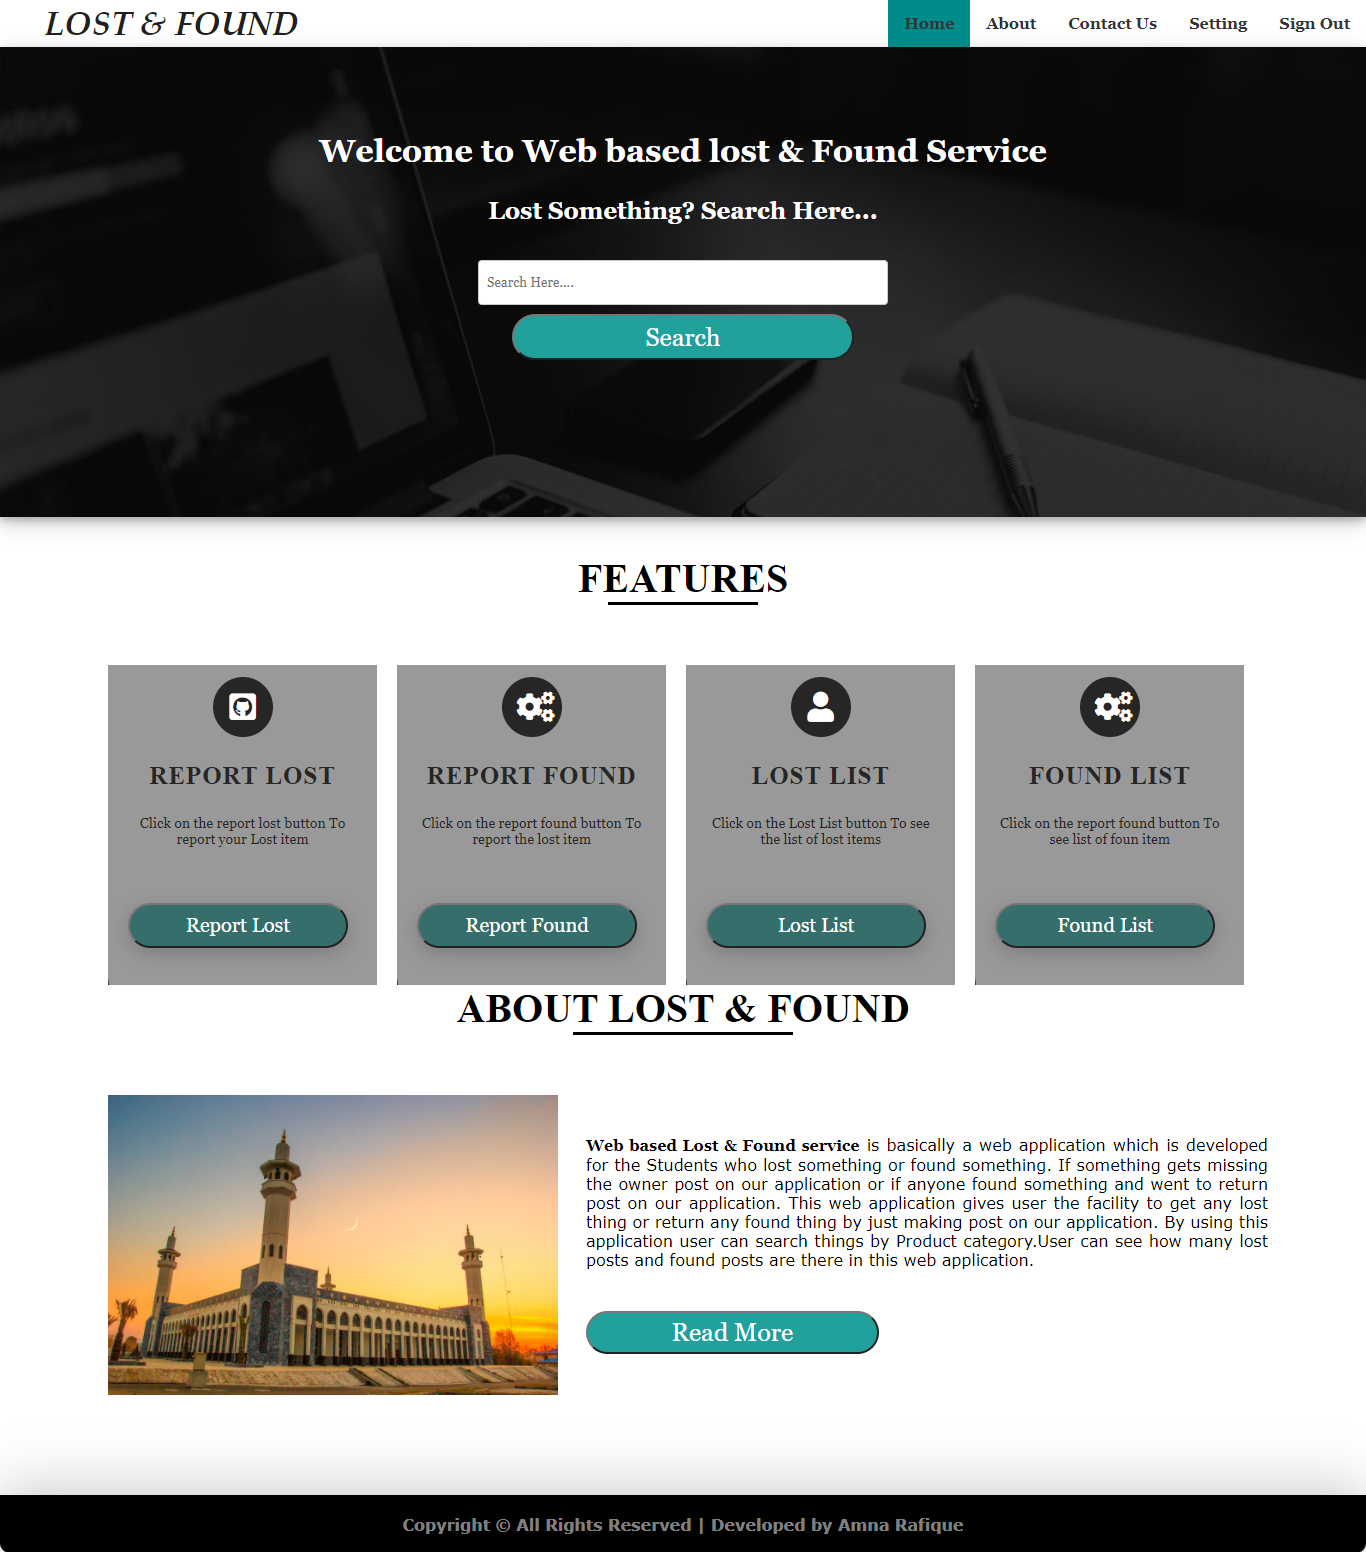 LOST & FOUND
Home About Contact Us Setting Sign Out
Welcome to Web based lost & Found Service
Lost Something? Search Here...
Search Here....
Search
FEATURES
REPORT LOST
Click on the report lost button To
report your Lost item
Report Lost
REPORT FOUND
Click on the report found button To
report the lost item
Report Found
LOST LIST
Click on the Lost List button To see
the list of lost items
Lost List
FOUND LIST
Click on the report found button To
see list of foun item
Found List
ABOUT LOST & FOUND
Web based Lost & Found service is basically a web application which is developed
for the Students who lost something or found something. If something gets missing
the owner post on our application or if anyone found something and went to return
post on our application. This web application gives user the facility to get any lost
thing or return any found thing by just making post on our application. By using this
application user can search things by Product category.User can see how many lost
posts and found posts are there in this web application.
Read More
Copyright © All Rights Reserved | Developed by Amna Rafique